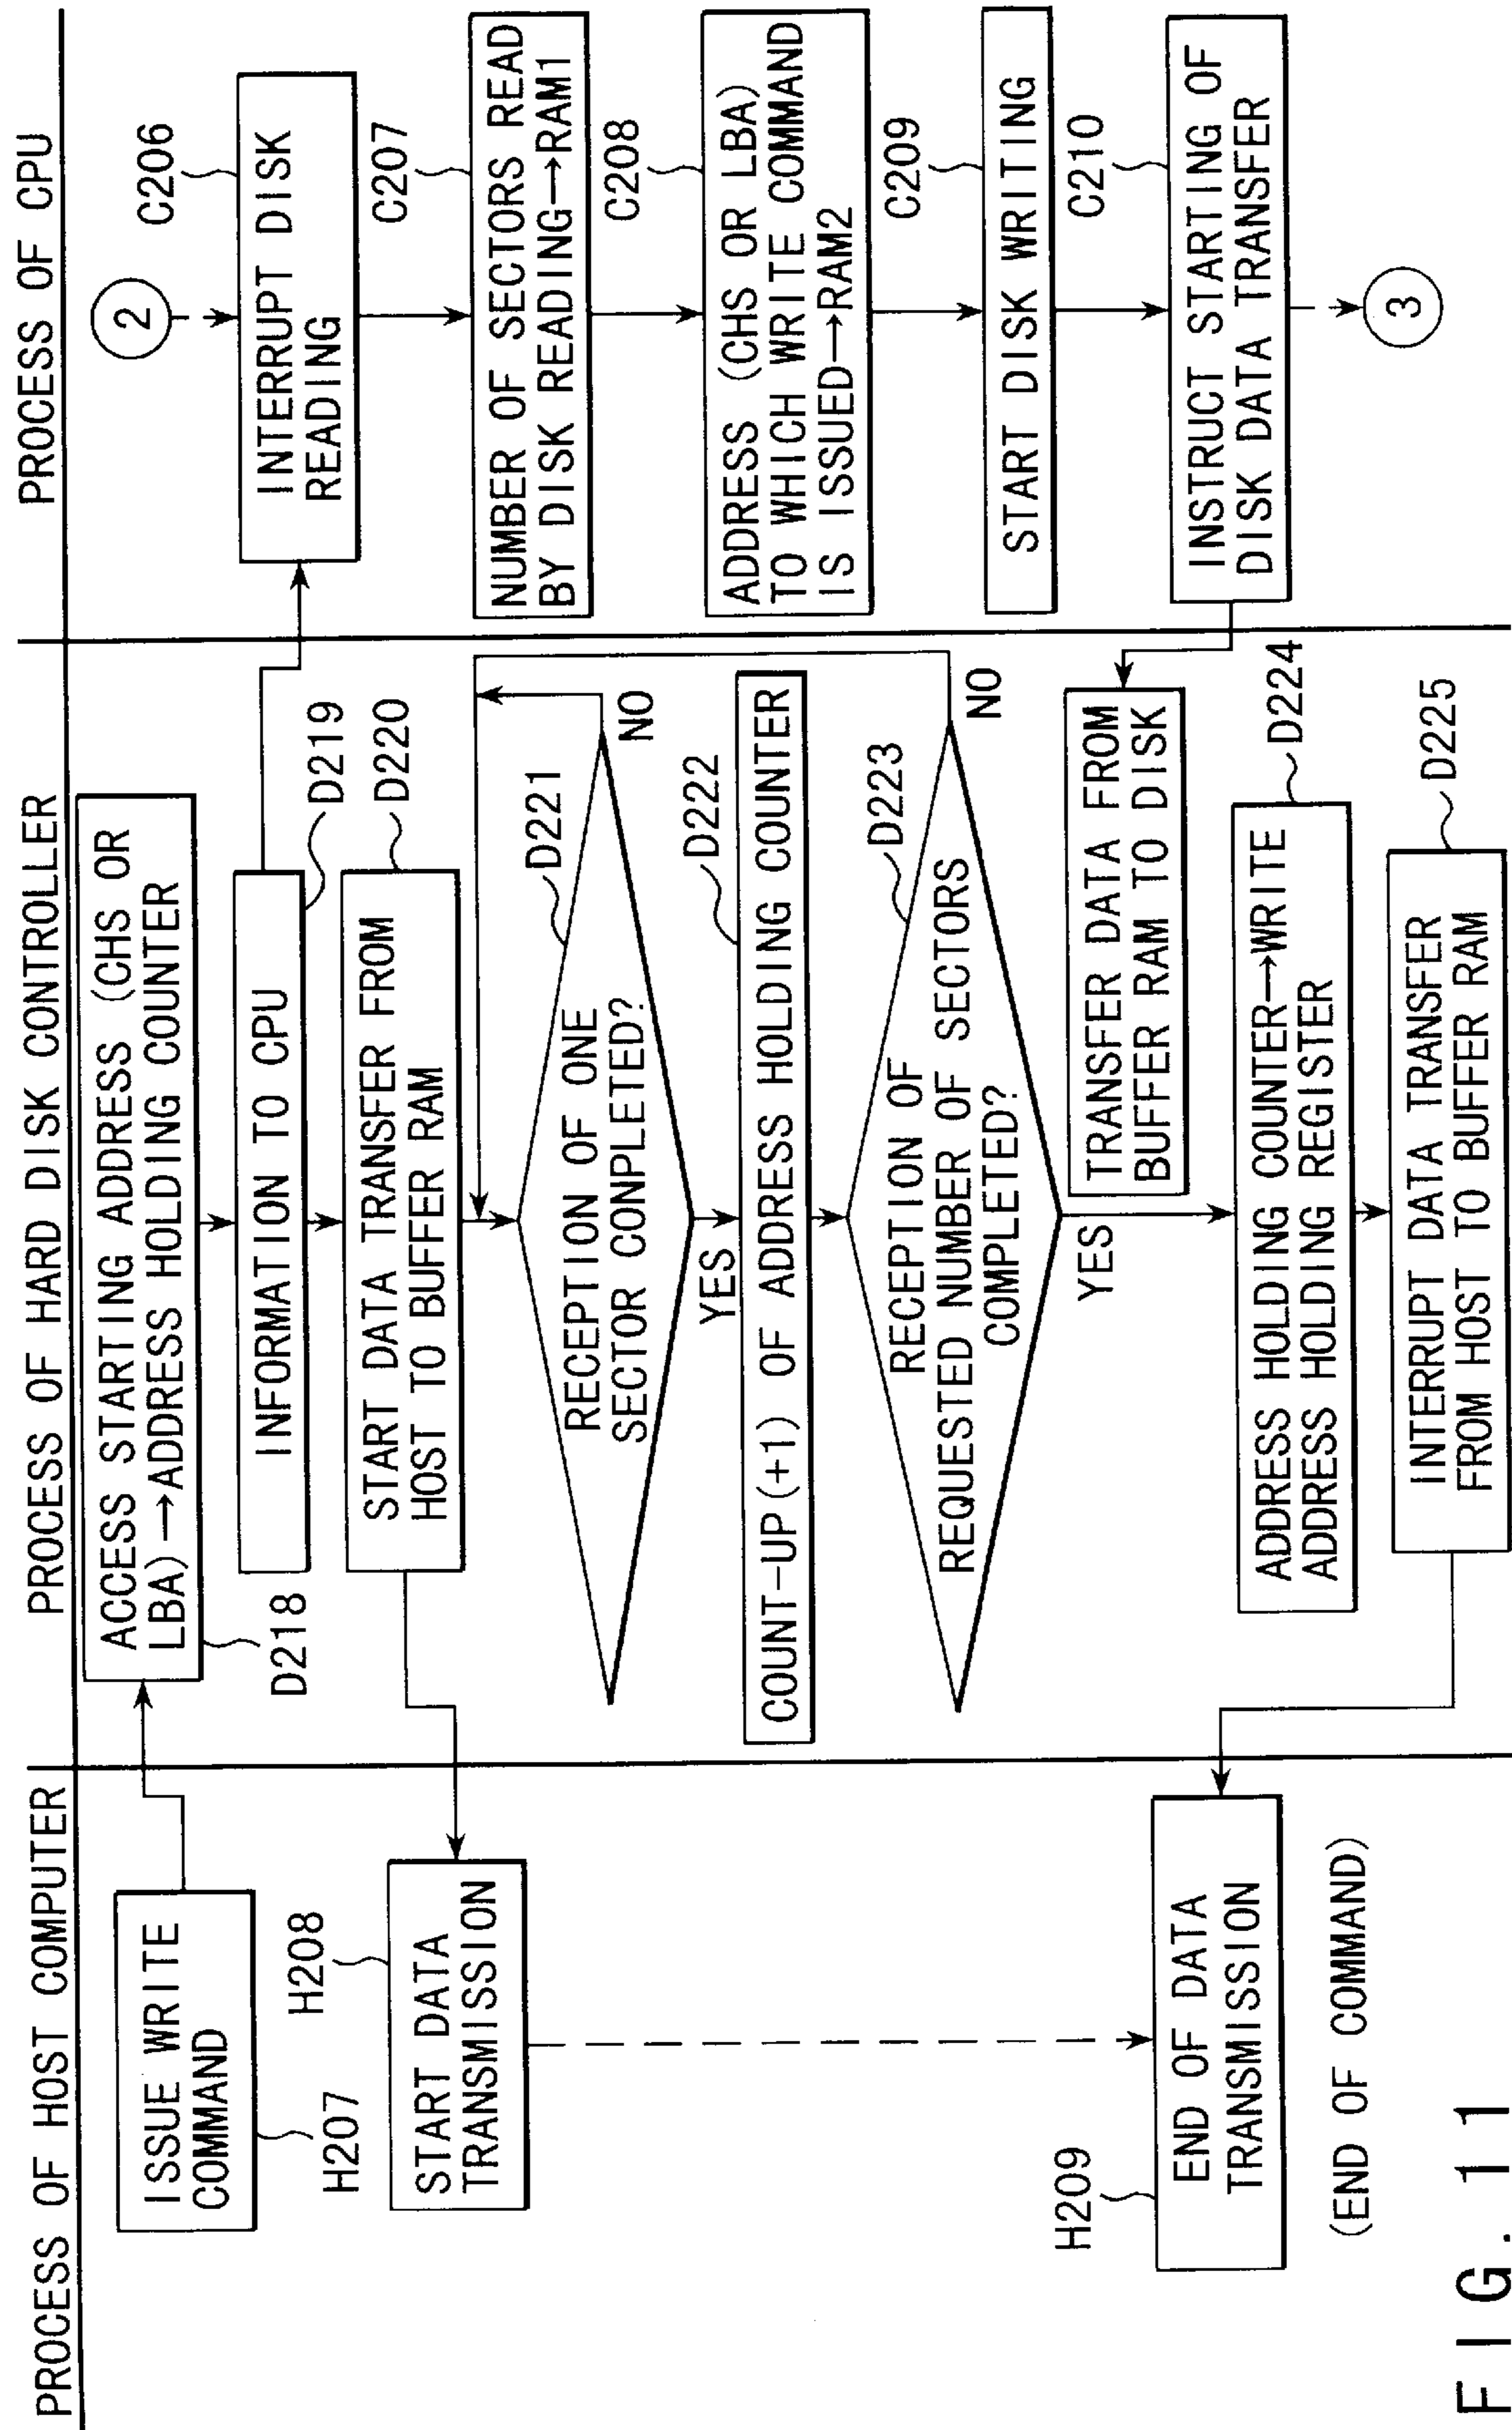 PROCESS OF HOST COMPUTER
ISSUE WRITE
COMMAND
H207
H208
START DATA
TRANSMISSION
H209
END OF DATA
TRANSMISSION
(END OF COMMAND)
PROCESS OF HARD DISK CONTROLLER
ACCESS STARTING ADDRESS (CHS OR
LBA)→ADDRESS HOLDING COUNTER
D218
INFORMATION TO CPU
D219
START DATA TRANSFER FROM
HOST TO BUFFER RAM
D220
RECEPTION OF ONE
SECTOR CONPLETED?
D221
NO
YES
D222
COUNT-UP(+1) OF ADDRESS HOLDING COUNTER
RECEPTION OF
REQUESTED NUMBER OF SECTORS
COMPLETED?
D223
NO
YES
TRANSFER DATA FROM
BUFFER RAM TO DISK
ADDRESS HOLDING COUNTER→WRITE
ADDRESS HOLDING REGISTER
D224
INTERRUPT DATA TRANSFER
FROM HOST TO BUFFER RAM
D225
PROCESS OF CPU
2
C206
INTERRUPT DISK
READING
C207
NUMBER OF SECTORS READ
BY DISK READING→RAM1
C208
ADDRESS (CHS OR LBA)
TO WHICH WRITE COMMAND
IS ISSUED→RAM2
C209
START DISK WRITING
C210
INSTRUCT STARTING OF
DISK DATA TRANSFER
3
FIG. 11